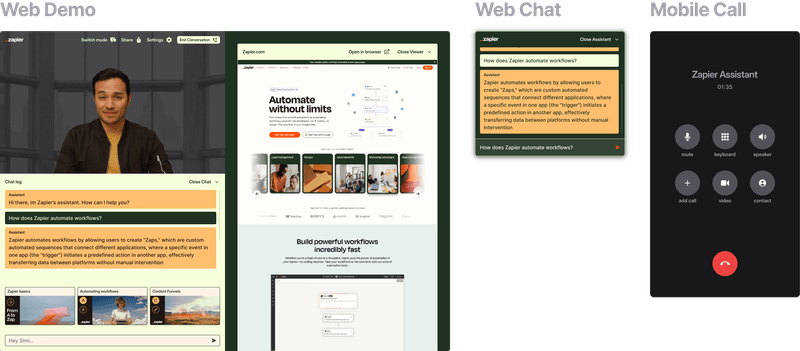 Web Demo
Web Chat
Mobile Call
zapier
Switch mode
Share
Settings
End Conversation
Chat log
Close Chat
Assistant
Hi there, im Zapier's assistant. How can I help you?
How does Zapier automate workflows?
Assistant
Zapier automates workflows by allowing users to create "Zaps," which are custom
automated sequences that connect different applications, where a specific event in
one app (the "trigger") initiates a predefined action in another app, effectively
transferring data between platforms without manual intervention
Zapier basics
Automating workflows
Content Funnels
From
A to
Zap
zapier
zapier
Hey Simi...
Zapier.com
Open in browser
Close Viewer
zapier
Automate
without limits
Build powerful workflows
incredibly fast
zapier
Close Assistant
How does Zapier automate workflows?
Assistant
Zapier automates workflows by allowing users to
create "Zaps," which are custom automated
sequences that connect different applications, where
a specific event in one app (the "trigger") initiates a
predefined action in another app, effectively
transferring data between platforms without manual
intervention
How does Zapier automate workflows?
Zapier Assistant
01:35
mute
keyboard
speaker
add call
video
contact